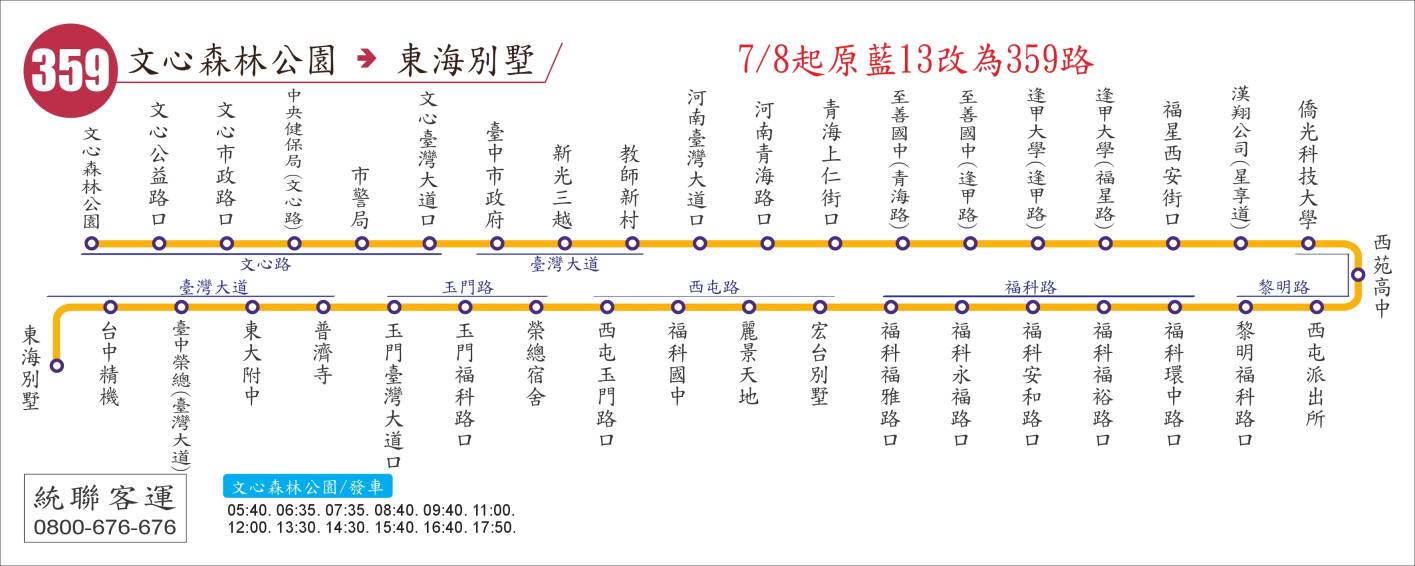 359
文心森林公園 → 東海別墅
7/8起原藍13改為359路
文心森林公園
文心公益路口
文心市政路口
中央健保局(文心路)
市警局
文心臺灣大道口
臺中市政府
新光三越
教師新村
河南臺灣大道口
河南青海路口
青海上仁街口
至善國中(青海路)
至善國中(逢甲路)
逢甲大學(逢甲路)
逢甲大學(福星路)
福星西安街口
漢翔公司(星享道)
僑光科技大學
西苑高中
文心路
臺灣大道
臺灣大道
玉門路
西屯路
福科路
黎明路
東海別墅
台中精機
臺中榮總(臺灣大道)
東大附中
普濟寺
玉門臺灣大道口
玉門福科路口
榮總宿舍
西屯玉門路口
福科國中
麗景天地
宏台別墅
福科福雅路口
福科永福路口
福科安和路口
福科福裕路口
福科環中路口
黎明福科路口
西屯派出所
統聯客運
0800-676-676
文心森林公園/發車
05:40. 06:35. 07:35. 08:40. 09:40. 11:00.
12:00. 13:30. 14:30. 15:40. 16:40. 17:50.